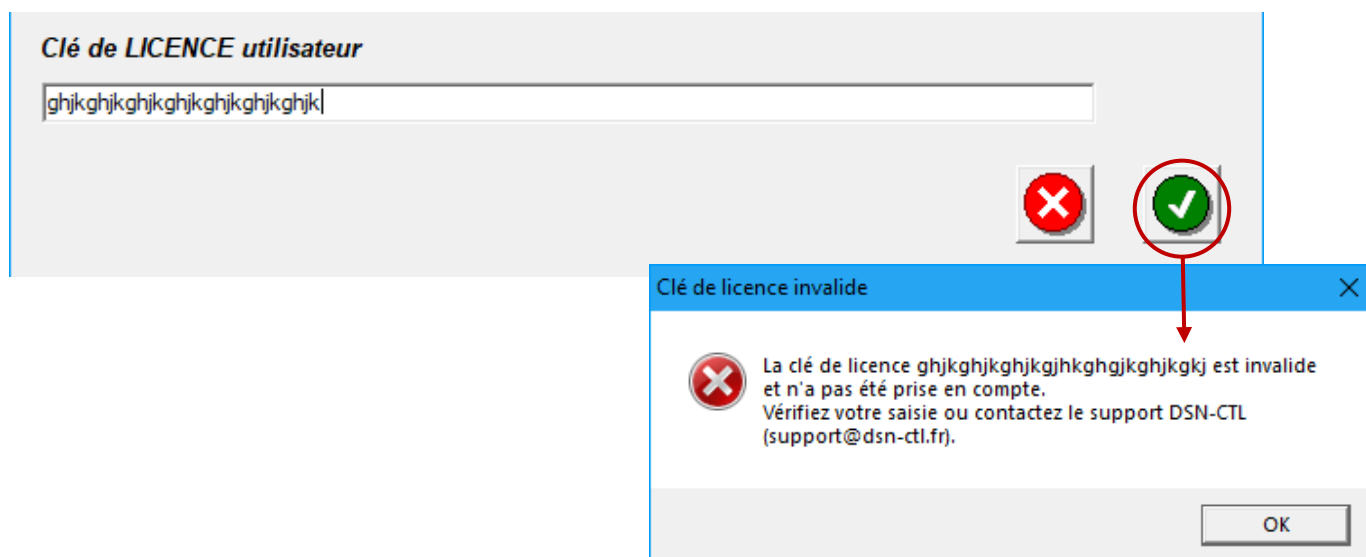 Clé de LICENCE utilisateur
ghjkghjkghjkghjkghjkghjkghjk
Clé de licence invalide
La clé de licence ghjkghjkghjkgjhkghgjkghjkgkj est invalide
et n'a pas été prise en compte.
Vérifiez votre saisie ou contactez le support DSN-CTL
(support@dsn-ctl.fr).
OK